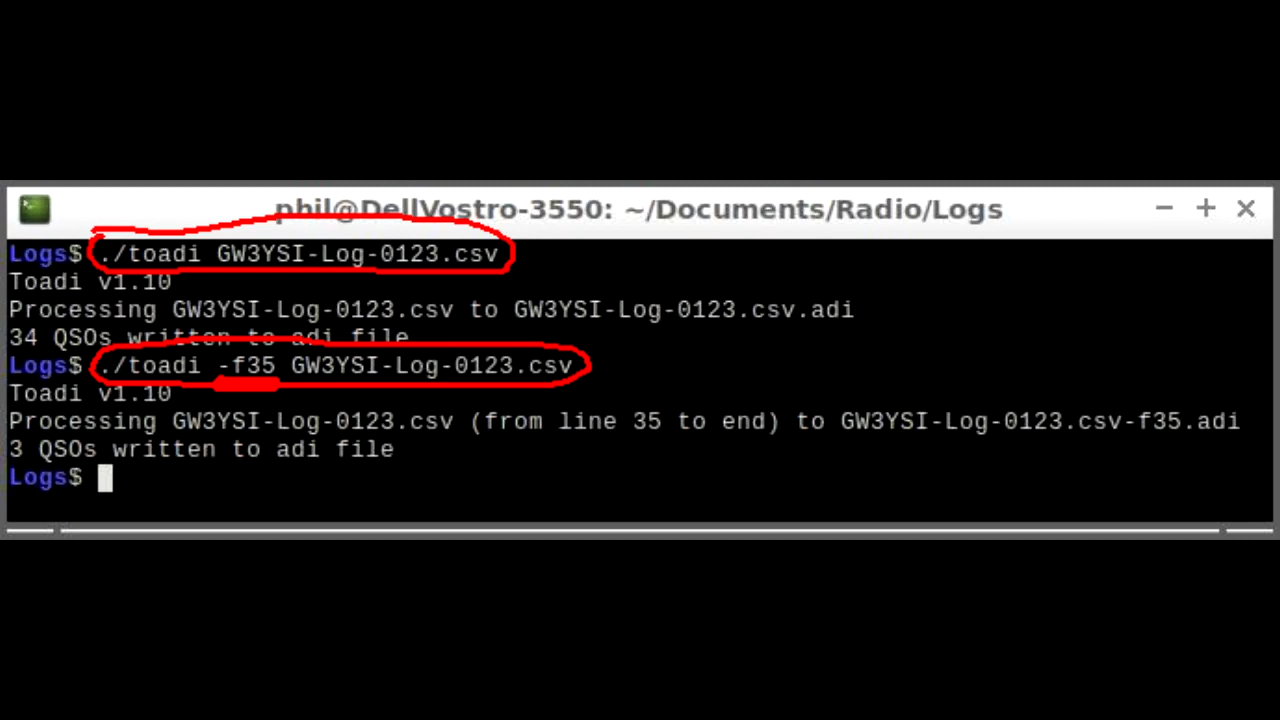 phil@DellVostro-3550: ~/Documents/Radio/Logs
Logs$ ./toadi GW3YSI-Log-0123.csv
Toadi v1.10
Processing GW3YSI-Log-0123.csv to GW3YSI-Log-0123.csv.adi
34 QSOs written to adi file
Logs$ ./toadi -f35 GW3YSI-Log-0123.csv
Toadi v1.10
Processing GW3YSI-Log-0123.csv (from line 35 to end) to GW3YSI-Log-0123.csv-f35.adi
3 QSOs written to adi file
Logs$